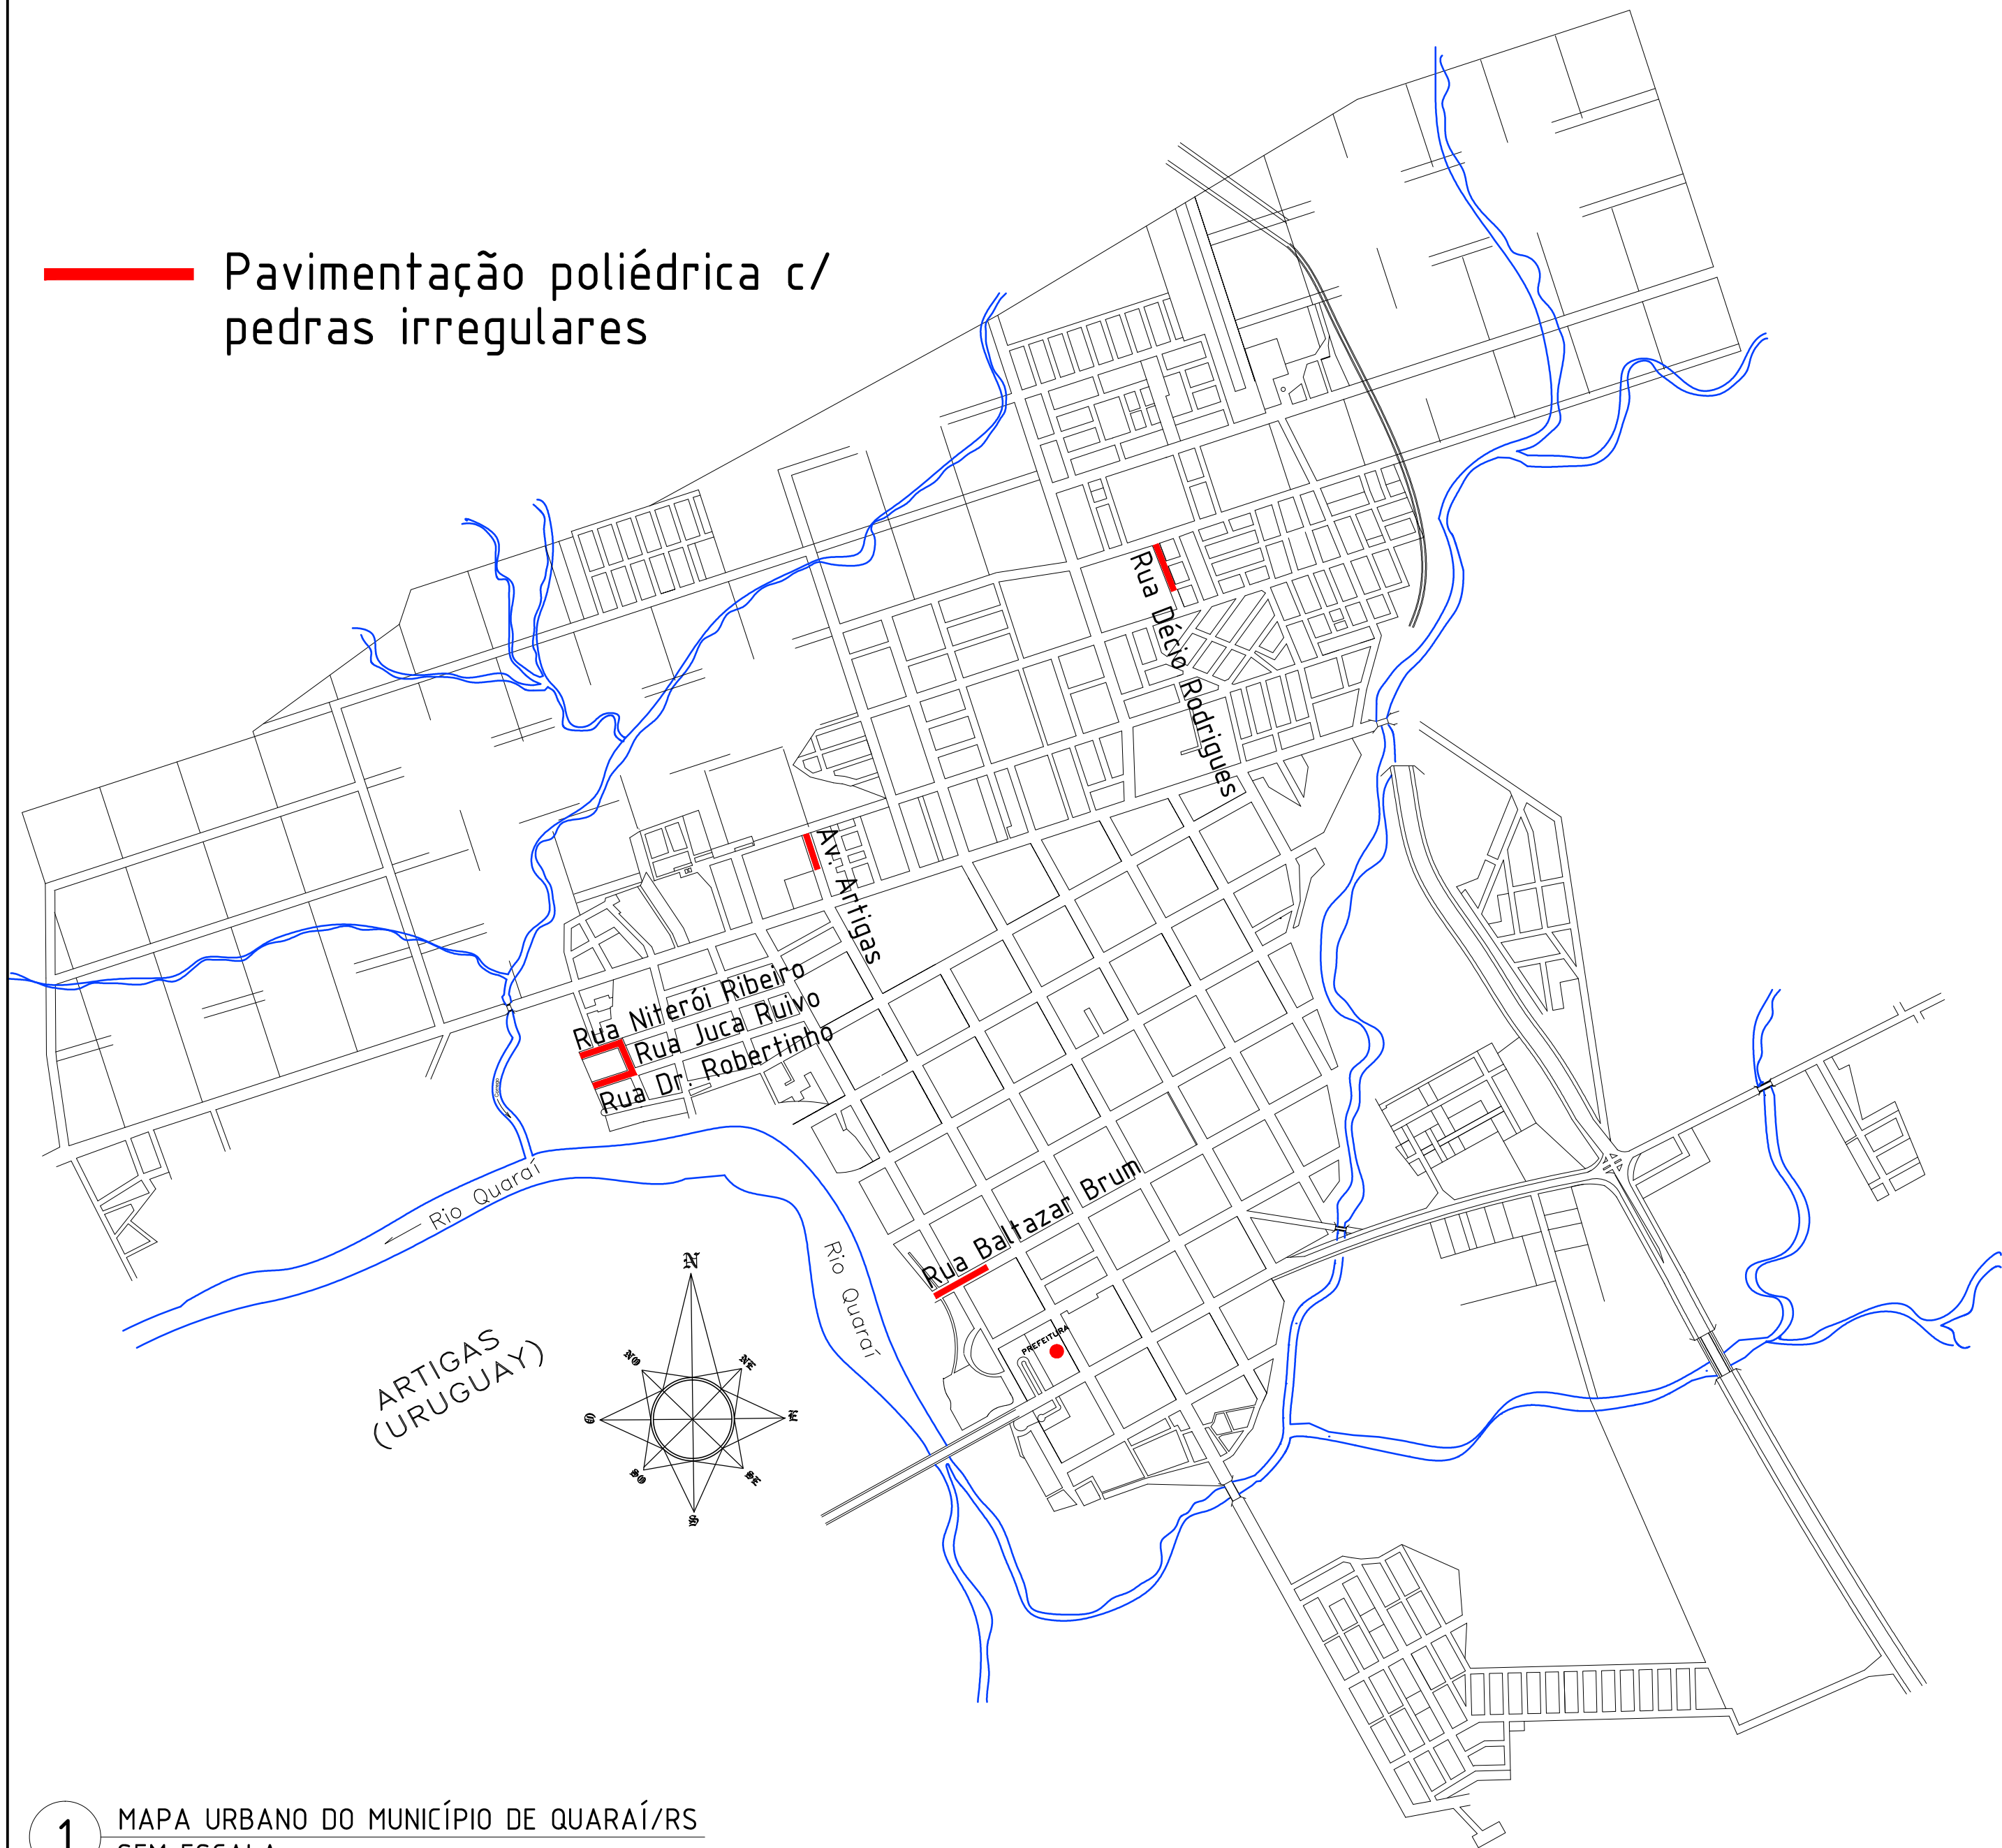 Pavimentação poliédrica c/
pedras irregulares
Rua Décio Rodrigues
Av. Artigas
Rua Niterói Ribeiro
Rua Juca Ruivo
Rua Dr. Robertinho
Rua Baltazar Brum
Rio Quaraí
Rio Quaraí
PREFEITURA
ARTIGAS
(URUGUAY)
N
NO
NE
O
E
SO
SE
S
1
MAPA URBANO DO MUNICÍPIO DE QUARAÍ/RS
SEM ESCALA